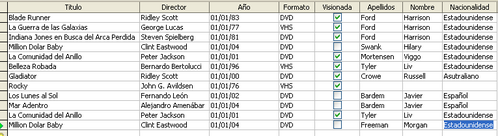 Título Director Año Formato Visionada Apellidos Nombre Nacionalidad
Blade Runner Ridley Scott 01/01/83 DVD Ford Harrison Estadounidense
La Guerra de las Galaxias George Lucas 01/01/77 VHS Ford Harrison Estadounidense
Indiana Jones en Busca del Arca Perdida Steven Spielberg 01/01/81 DVD Ford Harrison Estadounidense
Million Dolar Baby Clint Eastwood 01/01/04 DVD Swank Hilary Estadounidense
La Comunidad del Anillo Peter Jackson 01/01/01 DVD Mortensen Viggo Estadounidense
Belleza Robada Bernardo Bertolucci 01/01/96 VHS Tyler Liv Estadounidense
Gladiator Ridley Scott 01/01/00 DVD Crowe Russell Asutraliano
Rocky John G. Avildsen 01/01/76 VHS
Los Lunes al Sol Fernando León 01/01/02 DVD Bardem Javier Española
Mar Adentro Alejandro Amenábar 01/01/04 DVD Bardem Javier Española
La Comunidad del Anillo Peter Jackson 01/01/01 DVD Tyler Liv Estadounidense
Million Dolar Baby Clint Eastwood 01/01/04 DVD Freeman Morgan Estadounidense